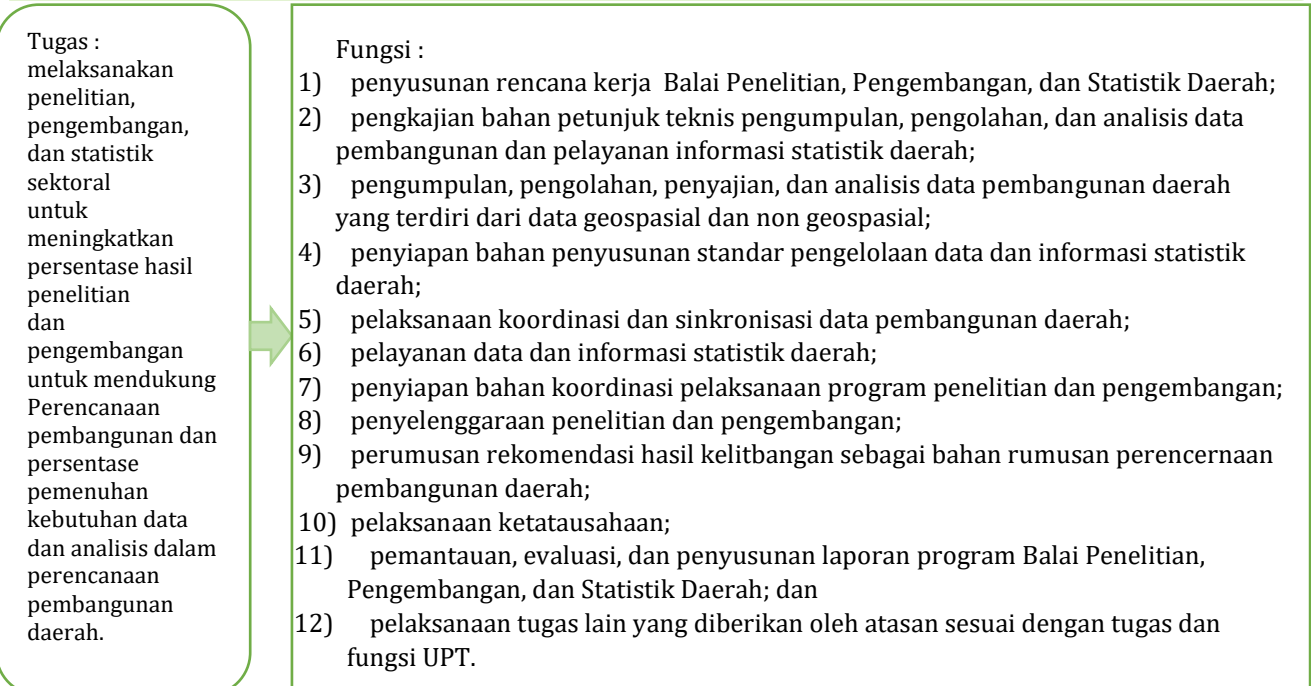 Tugas :
melaksanakan
penelitian,
pengembangan,
dan statistik
sektoral
untuk
meningkatkan
persentase hasil
penelitian
dan
pengembangan
untuk mendukung
Perencanaan
pembangunan dan
persentase
pemenuhan
kebutuhan data
dan analisis dalam
perencanaan
pembangunan
daerah.
Fungsi :
1) penyusunan rencana kerja Balai Penelitian, Pengembangan, dan Statistik Daerah;
2) pengkajian bahan petunjuk teknis pengumpulan, pengolahan, dan analisis data
pembangunan dan pelayanan informasi statistik daerah;
3) pengumpulan, pengolahan, penyajian, dan analisis data pembangunan daerah
yang terdiri dari data geospasial dan non geospasial;
4) penyiapan bahan penyusunan standar pengelolaan data dan informasi statistik
daerah;
5) pelaksanaan koordinasi dan sinkronisasi data pembangunan daerah;
6) pelayanan data dan informasi statistik daerah;
7) penyiapan bahan koordinasi pelaksanaan program penelitian dan pengembangan;
8) penyelenggaraan penelitian dan pengembangan;
9) perumusan rekomendasi hasil kelitbangan sebagai bahan rumusan perencernaan
pembangunan daerah;
10) pelaksanaan ketatausahaan;
11) pemantauan, evaluasi, dan penyusunan laporan program Balai Penelitian,
Pengembangan, dan Statistik Daerah; dan
12) pelaksanaan tugas lain yang diberikan oleh atasan sesuai dengan tugas dan
fungsi UPT.